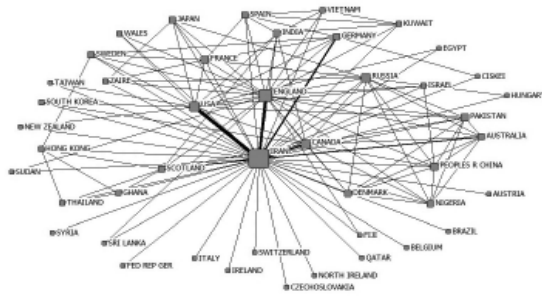 SPAIN
VIETNAM
JAPAN
KUWAIT
WALES
INDIA
GERMANY
EGYPT
SWEDEN
FRANCE
TAIWAN
ZAIRE
RUSSIA
CISKEI
ISRAEL
HUNGARY
ENGLAND
SOUTH KOREA
USA
PAKISTAN
NEW ZEALAND
AUSTRALIA
HONG KONG
CANADA
IRAN
SCOTLAND
PEOPLES R CHINA
SUDAN
GHANA
DENMARK
AUSTRIA
THAILAND
NIGERIA
SYRIA
FIJI
BRAZIL
SRI LANKA
BELGIUM
ITALY
SWITZERLAND
QATAR
FED REP GER
IRELAND
NORTH IRELAND
CZECHOSLOVAKIA